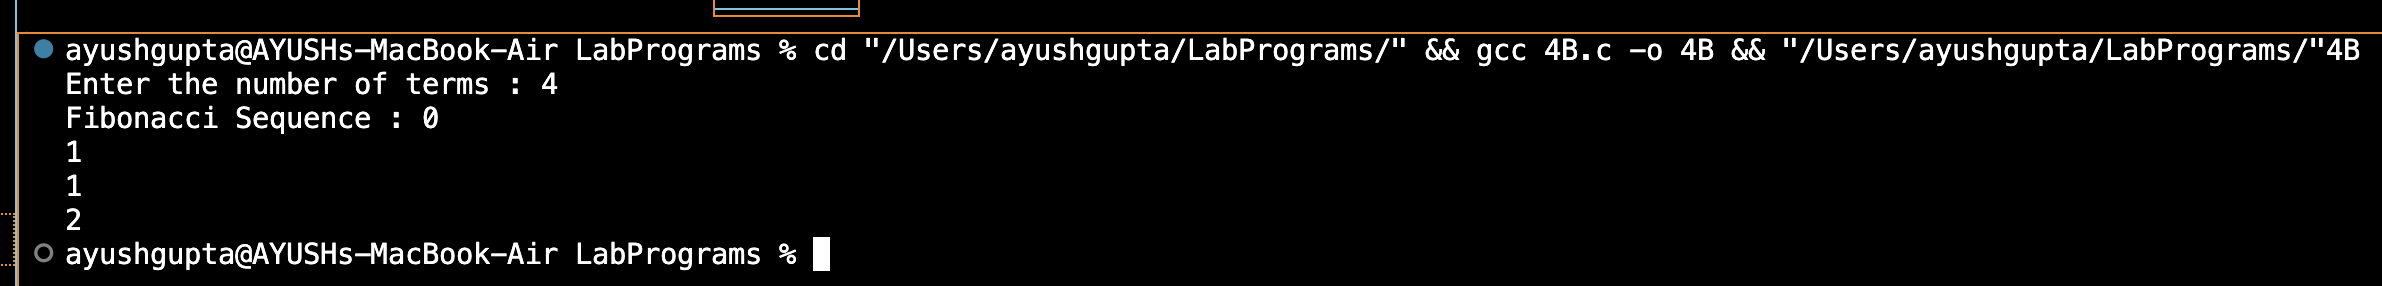 ayushgupta@AYUSHs-MacBook-Air LabPrograms % cd "/Users/ayushgupta/LabPrograms/" && gcc 4B.c -o 4B && "/Users/ayushgupta/LabPrograms/"4B
Enter the number of terms : 4
Fibonacci Sequence : 0
1
1
2
ayushgupta@AYUSHs-MacBook-Air LabPrograms %